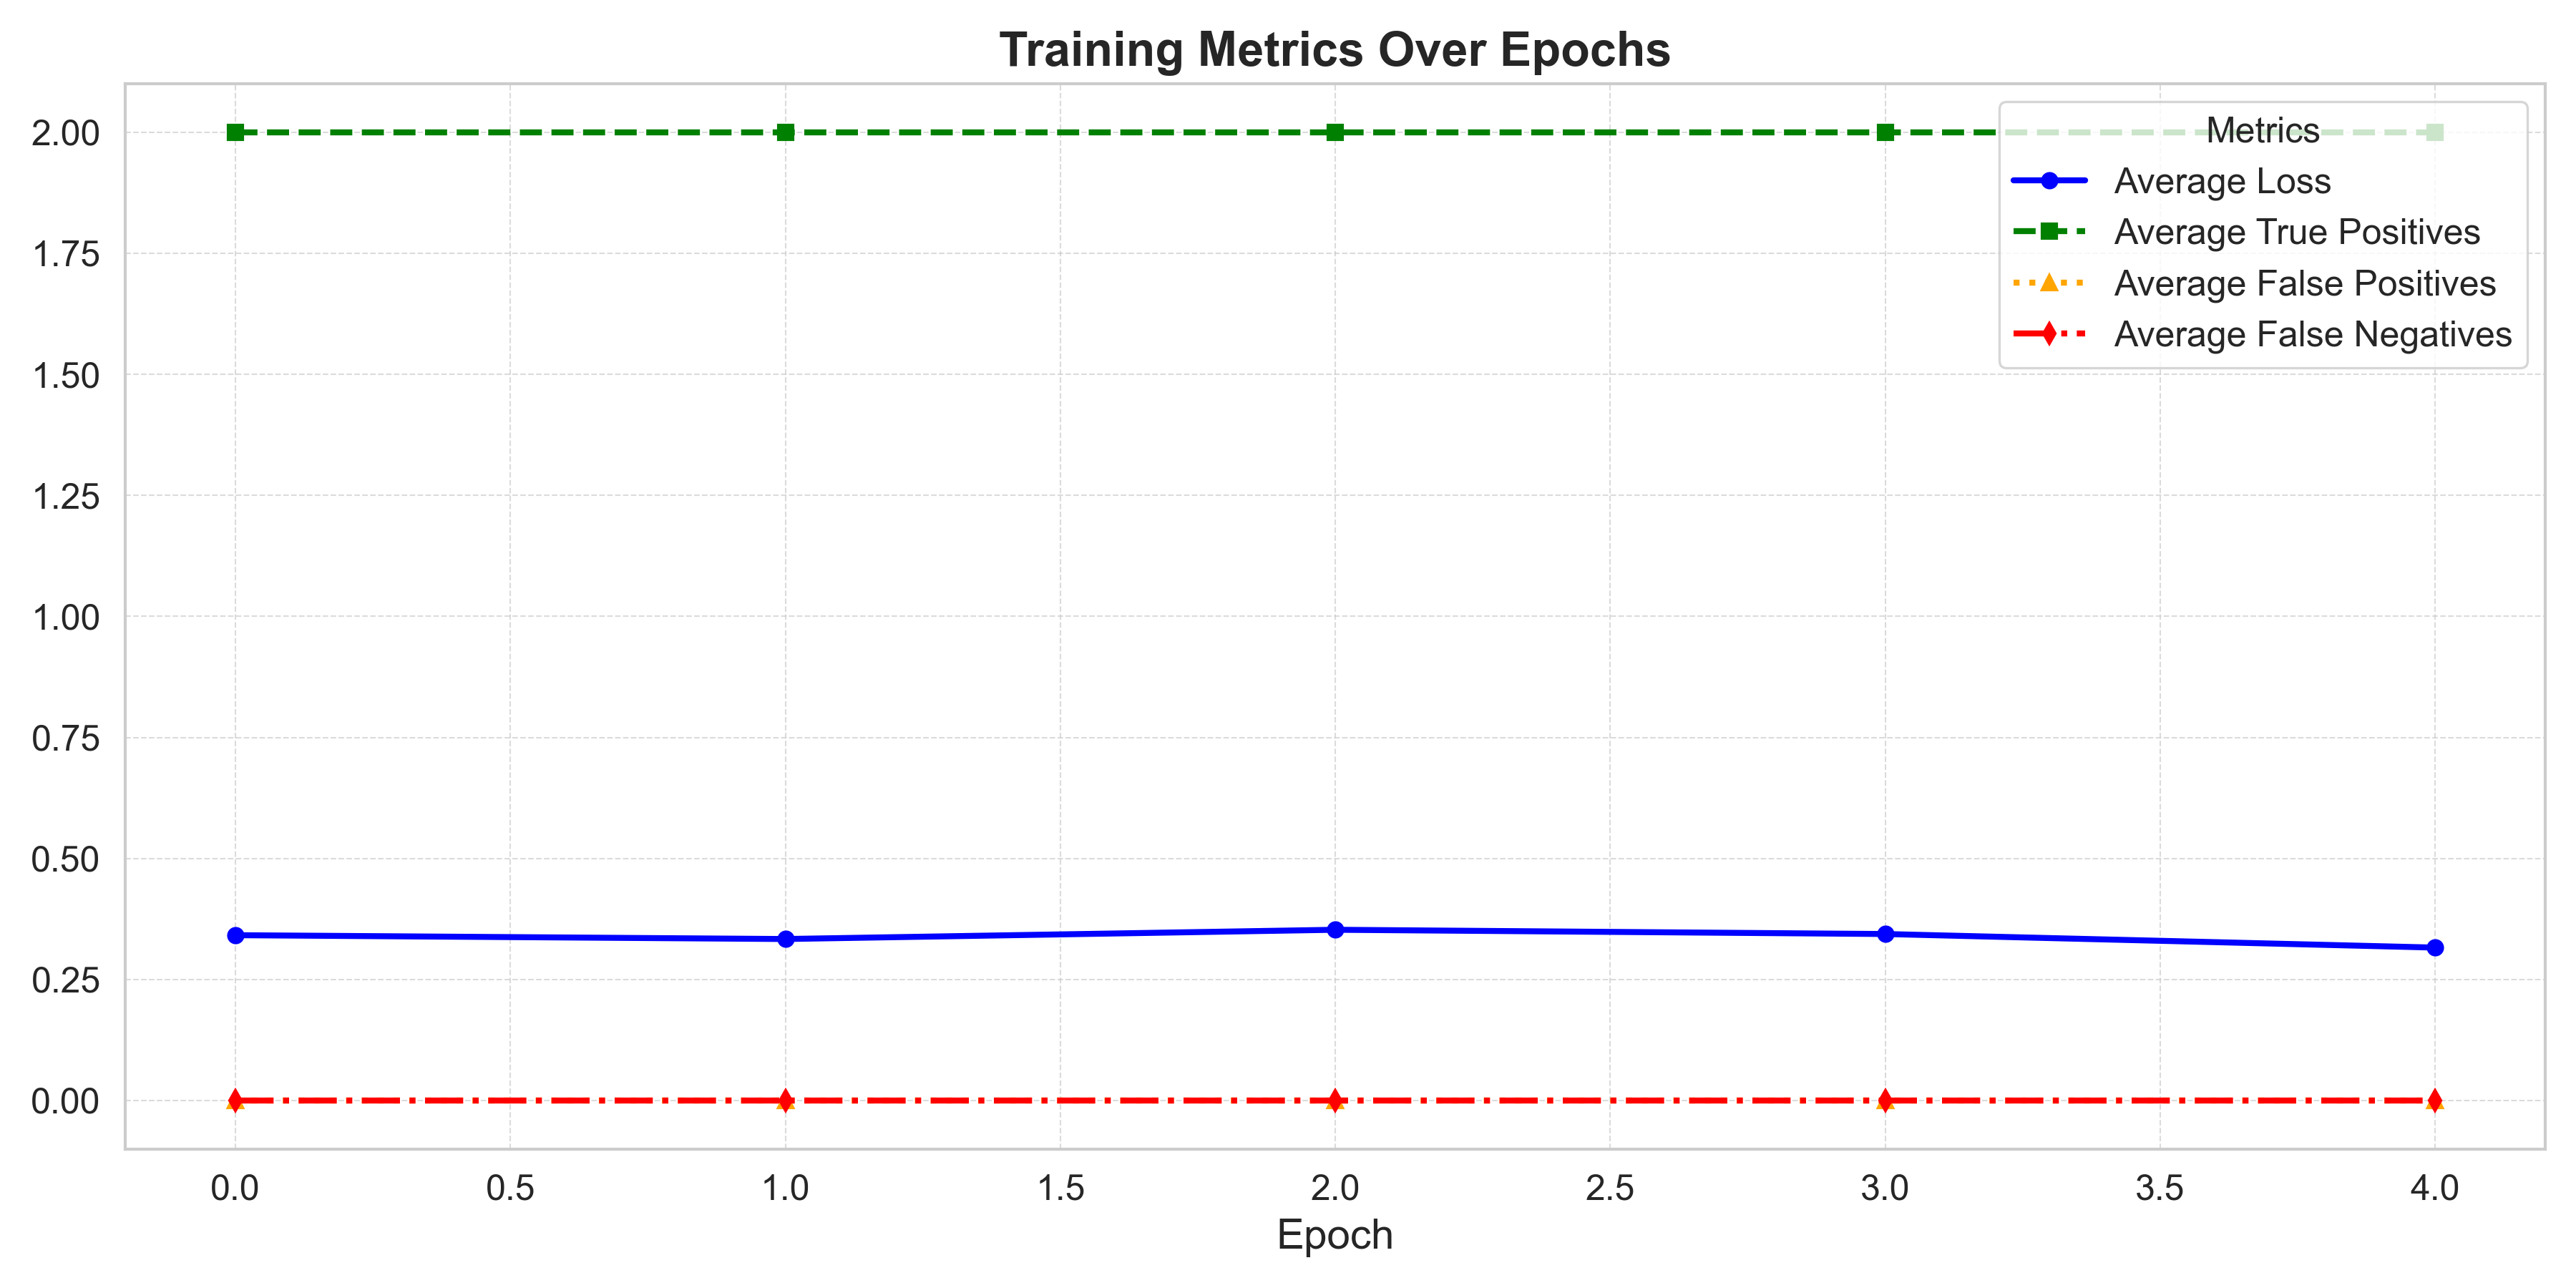 Training Metrics Over Epochs
2.00
1.75
1.50
1.25
1.00
0.75
0.50
0.25
0.00
Metrics
Average Loss
Average True Positives
Average False Positives
Average False Negatives
0.0 0.5 1.0 1.5 2.0 2.5 3.0 3.5 4.0
Epoch